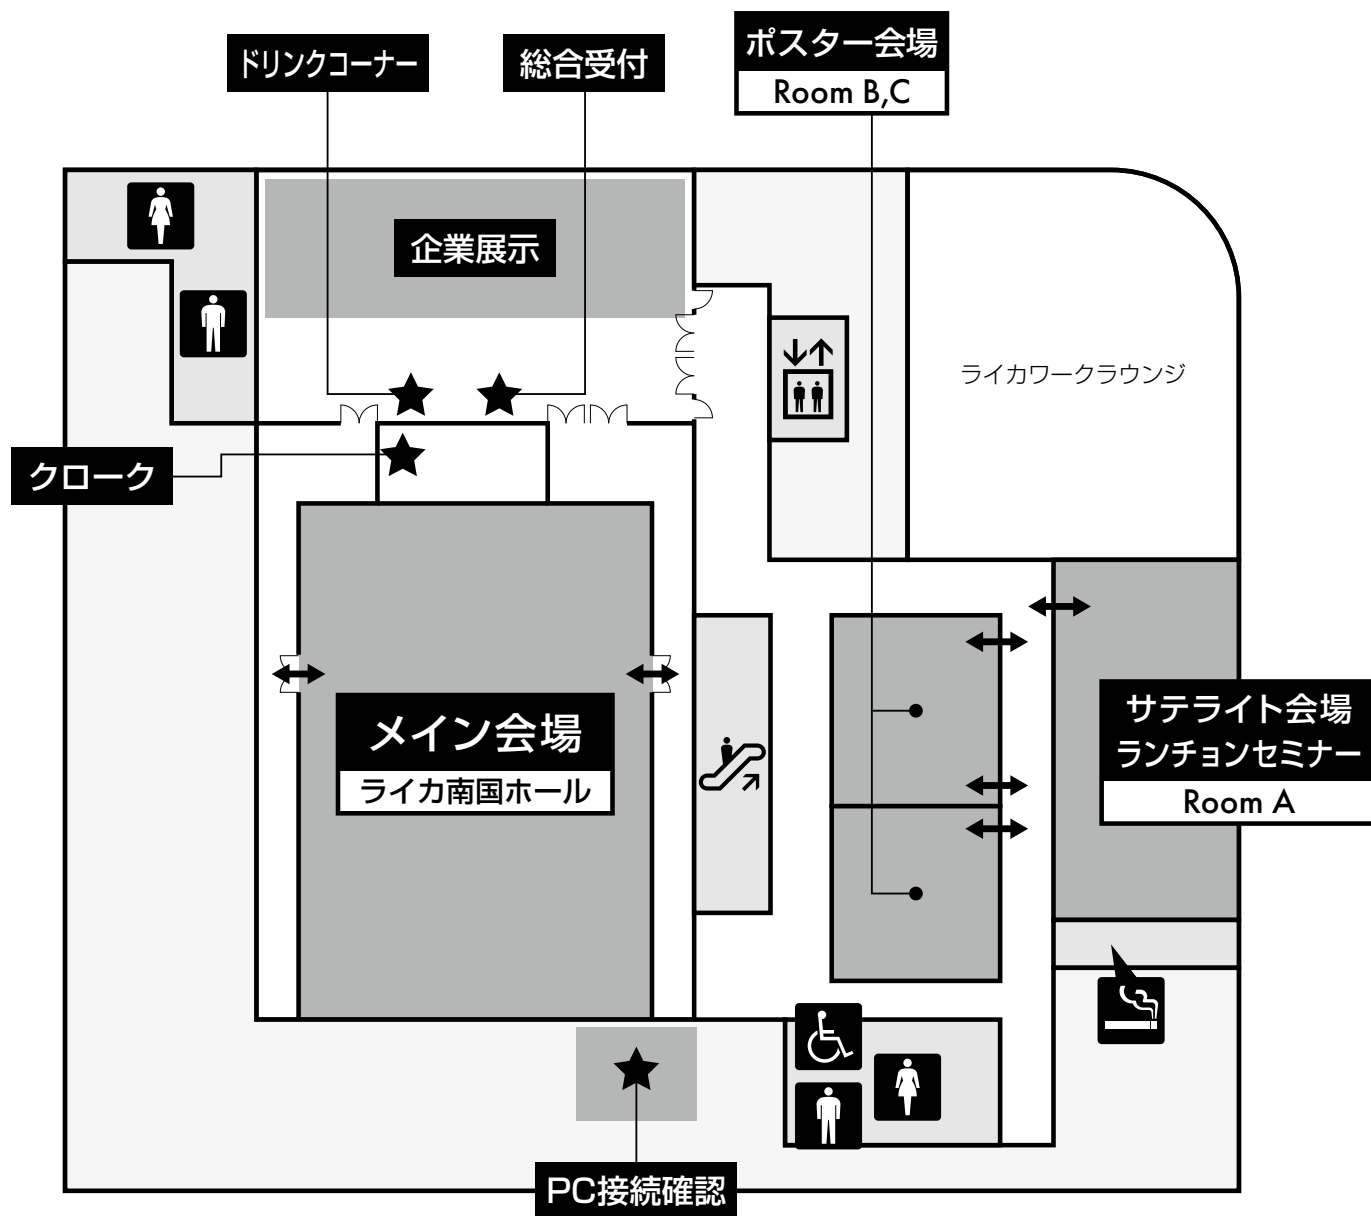 ドリンクコーナー
総合受付
ポスター会場
Room B,C
企業展示
ライカワークラウンジ
クローク
メイン会場
ライカ南国ホール
サテライト会場
ランチョンセミナー
Room A
PC接続確認